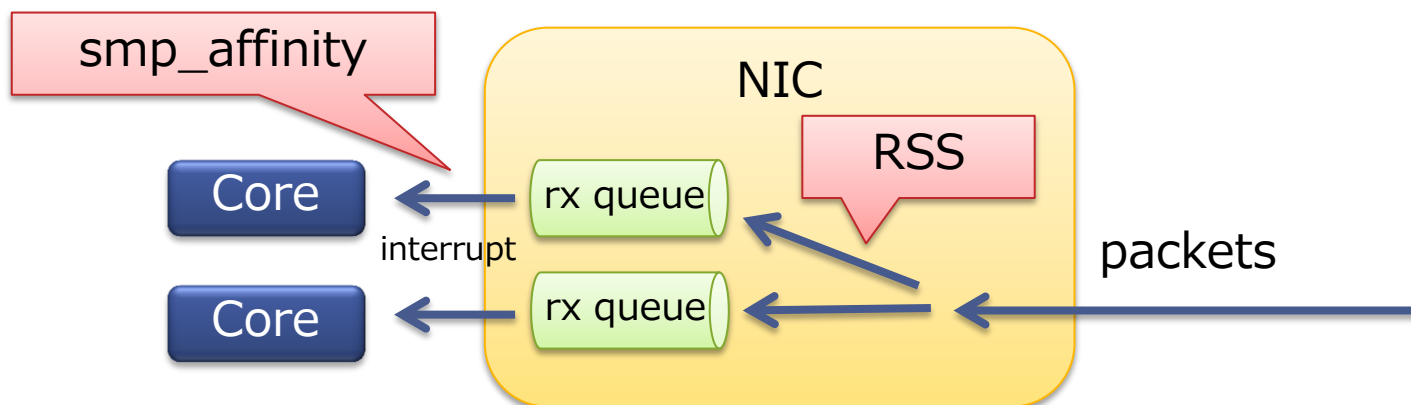 smp_affinity
NIC
RSS
Core
rx queue
interrupt
packets
Core
rx queue